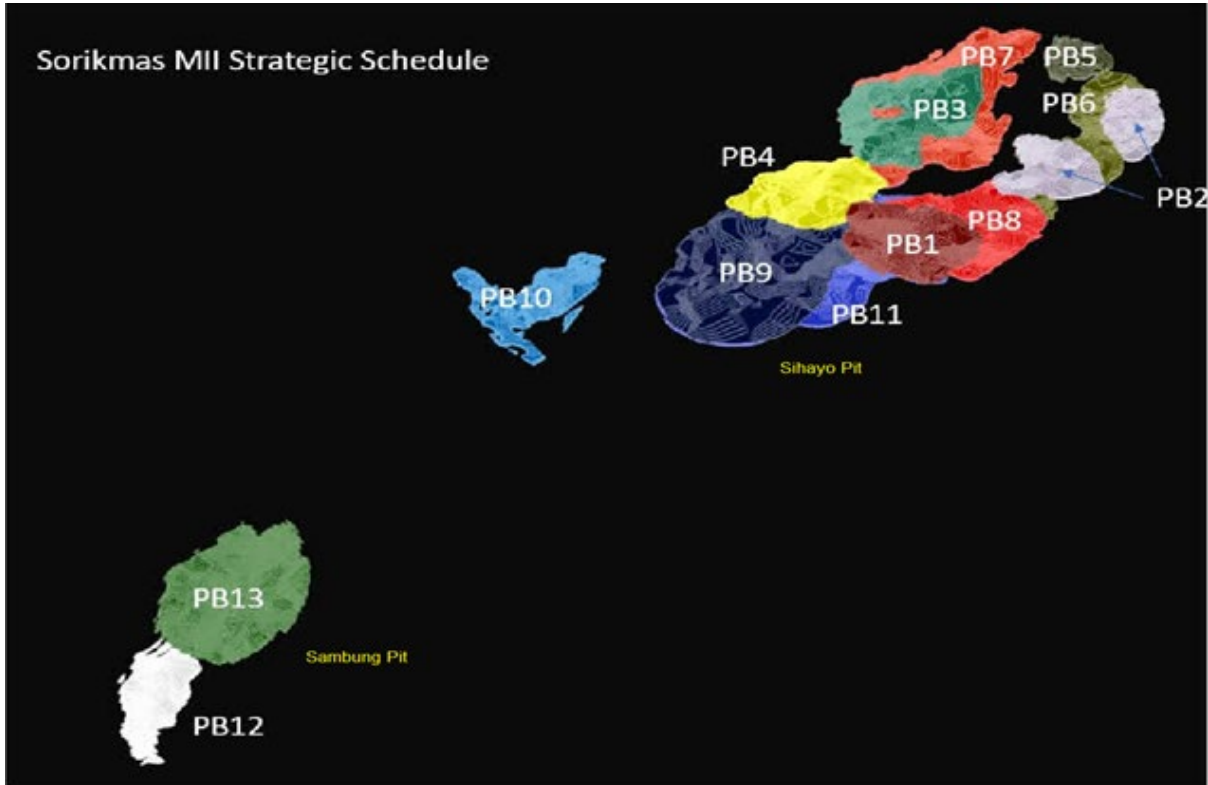 Sorikmas MII Strategic Schedule
PB7
PB5
PB3
PB6
PB4
PB2
PB8
PB1
PB9
PB10
PB11
Sihayo Pit
PB13
Sambung Pit
PB12